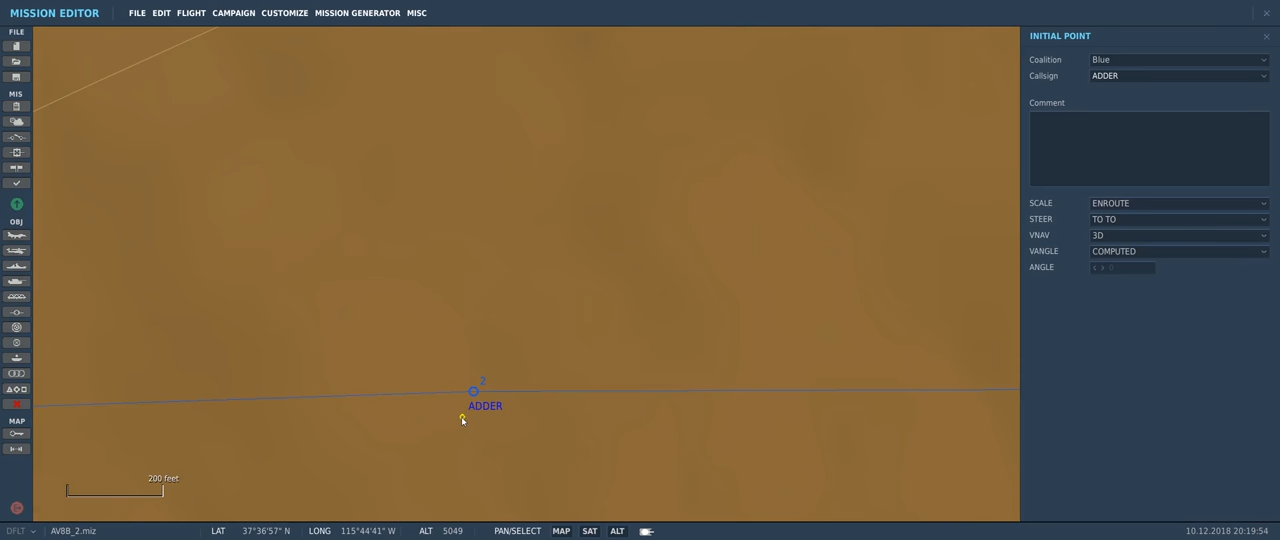 MISSION EDITOR FILE EDIT FLIGHT CAMPAIGN CUSTOMIZE MISSION GENERATOR MISC
FILE
INITIAL POINT
Coalition Blue
Callsign ADDER
MIS
Comment
SCALE ENROUTE
STEER TO TO
OBJ
VNAV 3D
VANGLE COMPUTED
ANGLE 0
2
ADDER
MAP
200 feet
DFLT AV8B_2.miz LAT 37°36'57" N LONG 115°44'41" W ALT 5049 PAN/SELECT MAP SAT ALT 10.12.2018 20:19:54